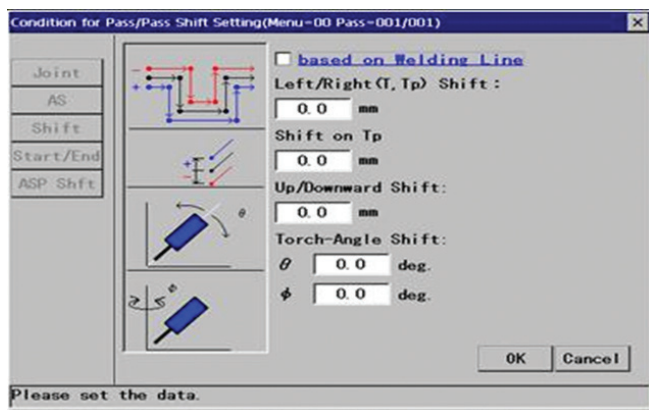 Condition for Pass/Pass Shift Setting(Menu-00 Pass-001/001)
Joint
AS
Shift
Start/End
ASP Shft
- +
+ -
θ
ϕ
based on Welding Line
Left/Right(T,Tp) Shift:
0.0 mm
Shift on Tp
0.0 mm
Up/Downward Shift:
0.0 mm
Torch-Angle Shift:
θ 0.0 deg.
ϕ 0.0 deg.
OK Cancel
Please set the data.